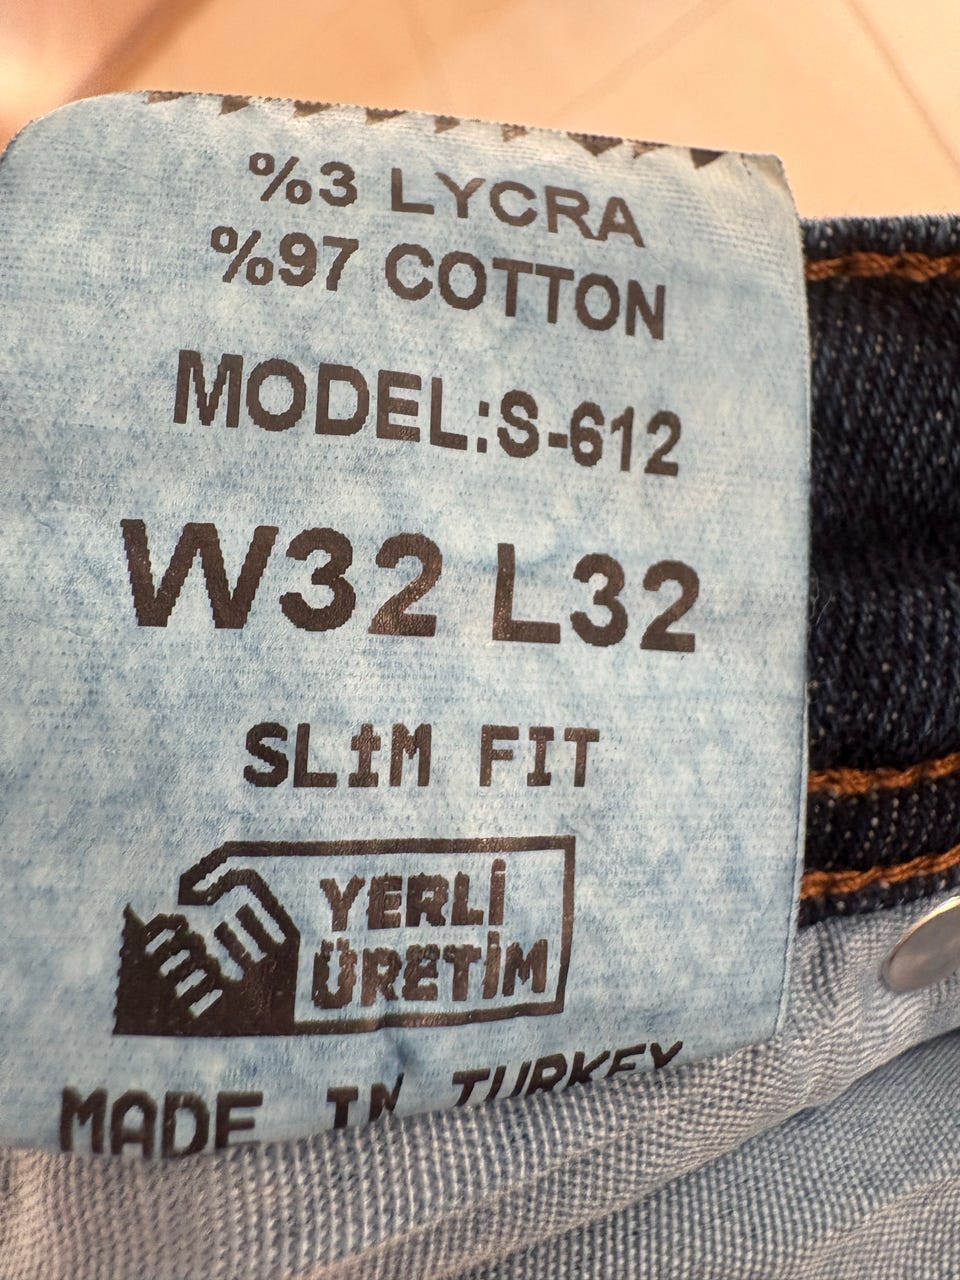 %3 LYCRA
%97 COTTON
MODEL:S-612
W32 L32
SLİM FIT
YERLİ
ÜRETİM
MADE IN TURKEY